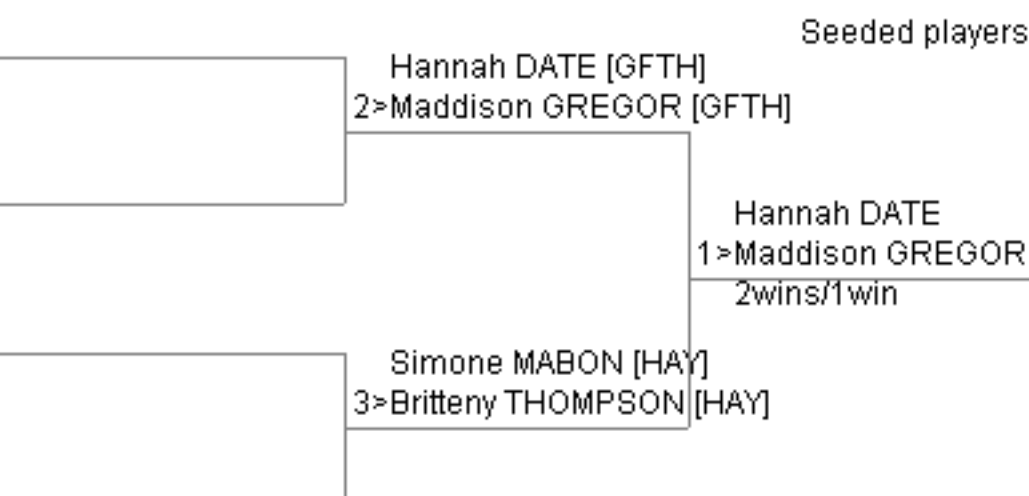 Seeded players
Hannah DATE [GFTH]
2>Maddison GREGOR [GFTH]
Hannah DATE
1>Maddison GREGOR
2wins/1win
Simone MABON [HAY]
3>Britteny THOMPSON [HAY]